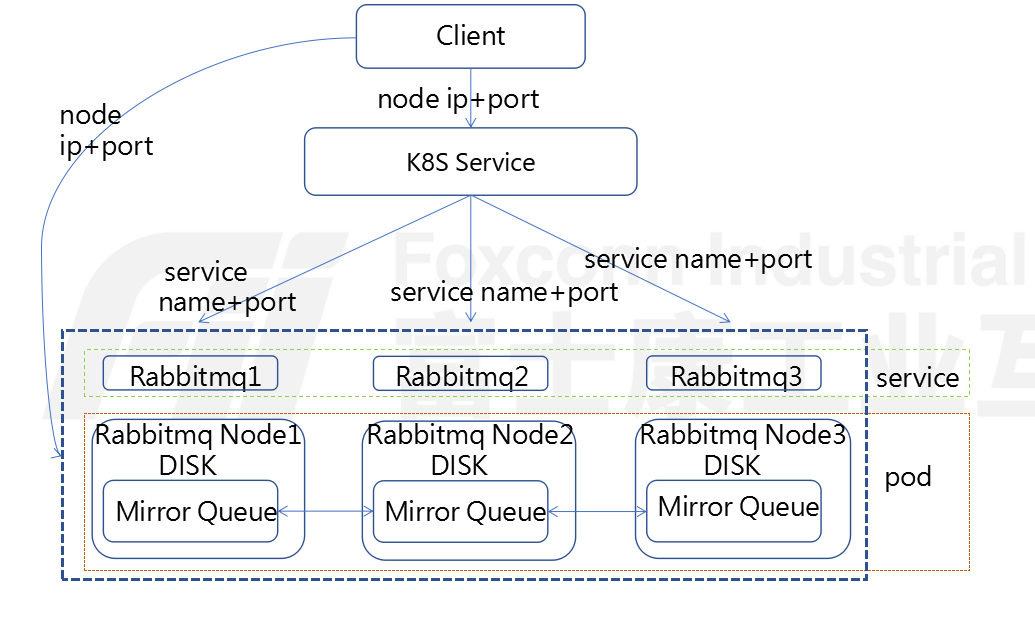 Client
node
ip+port
node ip+port
K8S Service
Foxconn Industrial
service
name+port
service name+port
service name+port
富士康工业互
Rabbitmq1
Rabbitmq2
Rabbitmq3
service
Rabbitmq Node1
DISK
Rabbitmq Node2
DISK
Rabbitmq Node3
DISK
pod
Mirror Queue
Mirror Queue
Mirror Queue